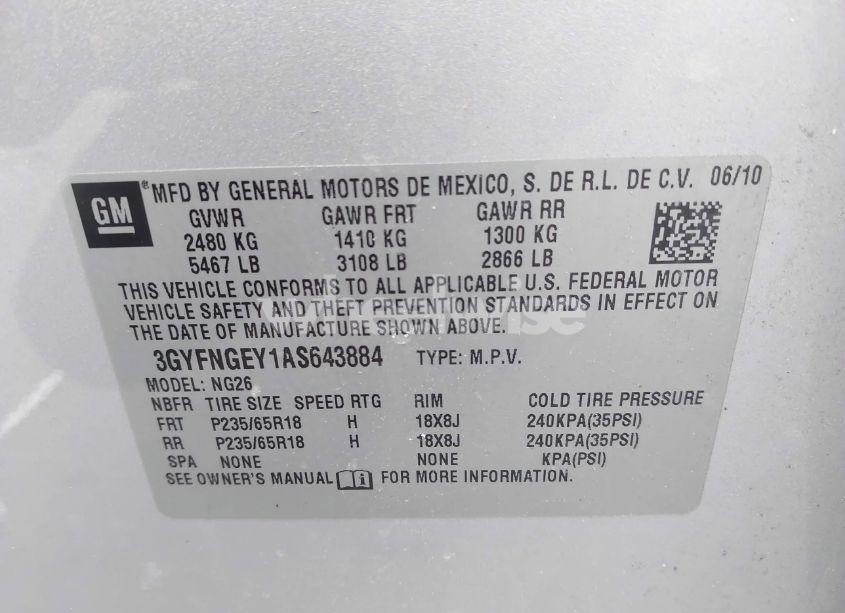 GM
® MFD BY GENERAL MOTORS DE MEXICO, S. DE R.L. DE C.V. 06/10
GVWR GAWR FRT GAWR RR
2480 KG 1410 KG 1300 KG
5467 LB 3108 LB 2866 LB
THIS VEHICLE CONFORMS TO ALL APPLICABLE U.S. FEDERAL MOTOR
VEHICLE SAFETY AND THEFT PREVENTION STANDARDS IN EFFECT ON
THE DATE OF MANUFACTURE SHOWN ABOVE.
3GYFNGEY1AS643884 TYPE: M.P.V.
MODEL: NG26
NBFR TIRE SIZE SPEED RTG RIM COLD TIRE PRESSURE
FRT P235/65R18 H 18X8J 240KPA(35PSI)
RR P235/65R18 H 18X8J 240KPA(35PSI)
SPA NONE NONE KPA(PSI)
SEE OWNER'S MANUAL i FOR MORE INFORMATION.